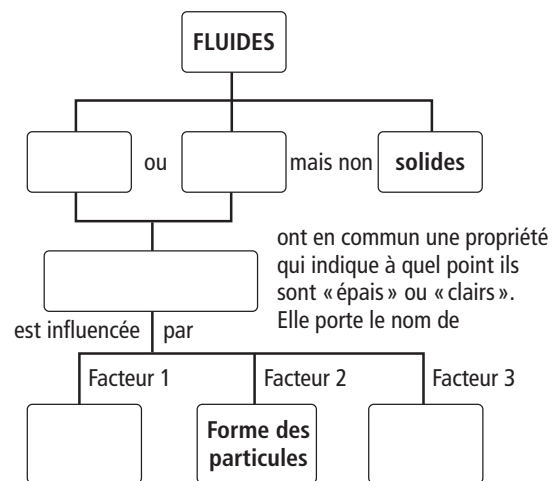 FLUIDES
ou
mais non
solides
ont en commun une propriété
qui indique à quel point ils
sont « épais » ou « clairs ».
Elle porte le nom de
est influencée par
Facteur 1
Facteur 2
Facteur 3
Forme des
particules